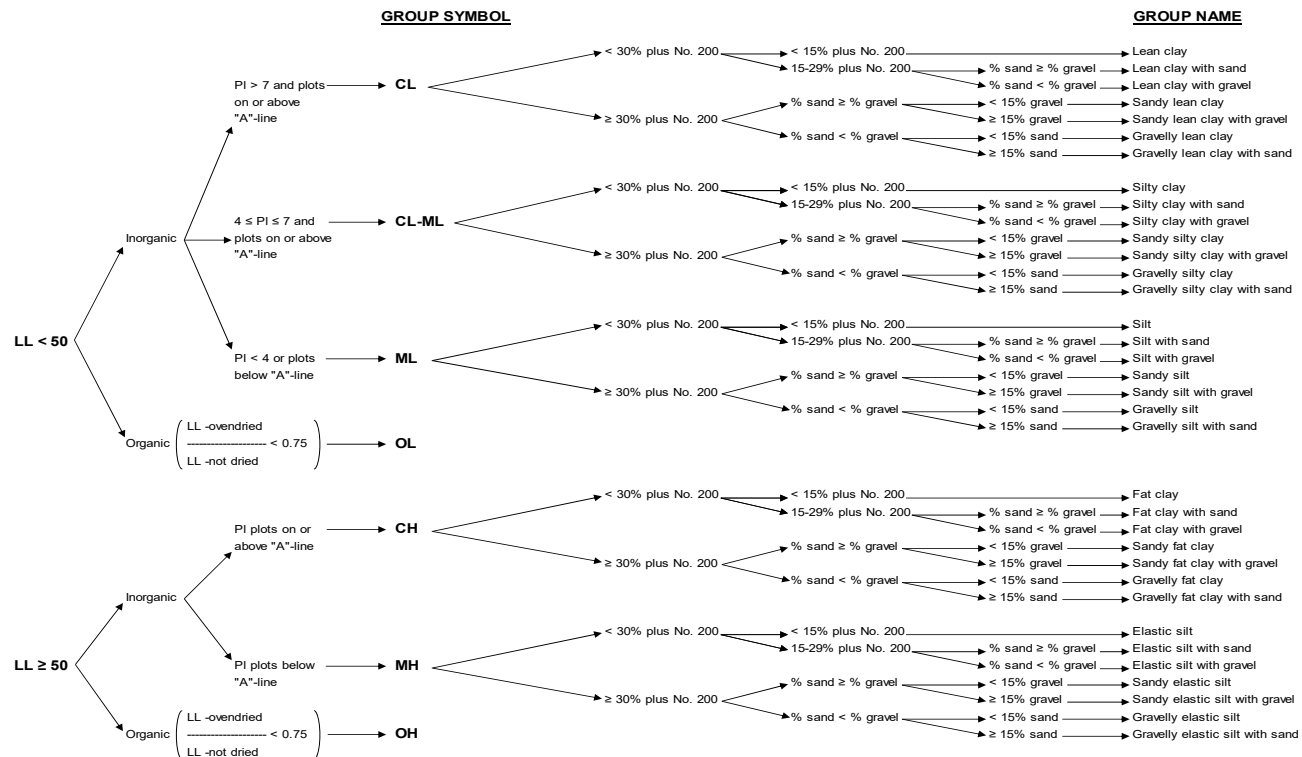 GROUP SYMBOL
GROUP NAME
LL < 50
Inorganic
PI > 7 and plots
on or above
"A"-line
CL
< 30% plus No. 200
< 15% plus No. 200
Lean clay
15-29% plus No. 200
% sand ≥ % gravel
Lean clay with sand
% sand < % gravel
Lean clay with gravel
≥ 30% plus No. 200
% sand ≥ % gravel
< 15% gravel
Sandy lean clay
≥ 15% gravel
Sandy lean clay with gravel
% sand < % gravel
< 15% sand
Gravelly lean clay
≥ 15% sand
Gravelly lean clay with sand
4 ≤ PI ≤ 7 and
plots on or above
"A"-line
CL-ML
< 30% plus No. 200
< 15% plus No. 200
Silty clay
15-29% plus No. 200
% sand ≥ % gravel
Silty clay with sand
% sand < % gravel
Silty clay with gravel
≥ 30% plus No. 200
% sand ≥ % gravel
< 15% gravel
Sandy silty clay
≥ 15% gravel
Sandy silty clay with gravel
% sand < % gravel
< 15% sand
Gravelly silty clay
≥ 15% sand
Gravelly silty clay with sand
PI < 4 or plots
below "A"-line
ML
< 30% plus No. 200
< 15% plus No. 200
Silt
15-29% plus No. 200
% sand ≥ % gravel
Silt with sand
% sand < % gravel
Silt with gravel
≥ 30% plus No. 200
% sand ≥ % gravel
< 15% gravel
Sandy silt
≥ 15% gravel
Sandy silt with gravel
% sand < % gravel
< 15% sand
Gravelly silt
≥ 15% sand
Gravelly silt with sand
Organic
LL -ovendried
-------------------- < 0.75
LL -not dried
OL
LL ≥ 50
Inorganic
PI plots on or
above "A"-line
CH
< 30% plus No. 200
< 15% plus No. 200
Fat clay
15-29% plus No. 200
% sand ≥ % gravel
Fat clay with sand
% sand < % gravel
Fat clay with gravel
≥ 30% plus No. 200
% sand ≥ % gravel
< 15% gravel
Sandy fat clay
≥ 15% gravel
Sandy fat clay with gravel
% sand < % gravel
< 15% sand
Gravelly fat clay
≥ 15% sand
Gravelly fat clay with sand
PI plots below
"A"-line
MH
< 30% plus No. 200
< 15% plus No. 200
Elastic silt
15-29% plus No. 200
% sand ≥ % gravel
Elastic silt with sand
% sand < % gravel
Elastic silt with gravel
≥ 30% plus No. 200
% sand ≥ % gravel
< 15% gravel
Sandy elastic silt
≥ 15% gravel
Sandy elastic silt with gravel
% sand < % gravel
< 15% sand
Gravelly elastic silt
≥ 15% sand
Gravelly elastic silt with sand
Organic
LL -ovendried
-------------------- < 0.75
LL -not dried
OH